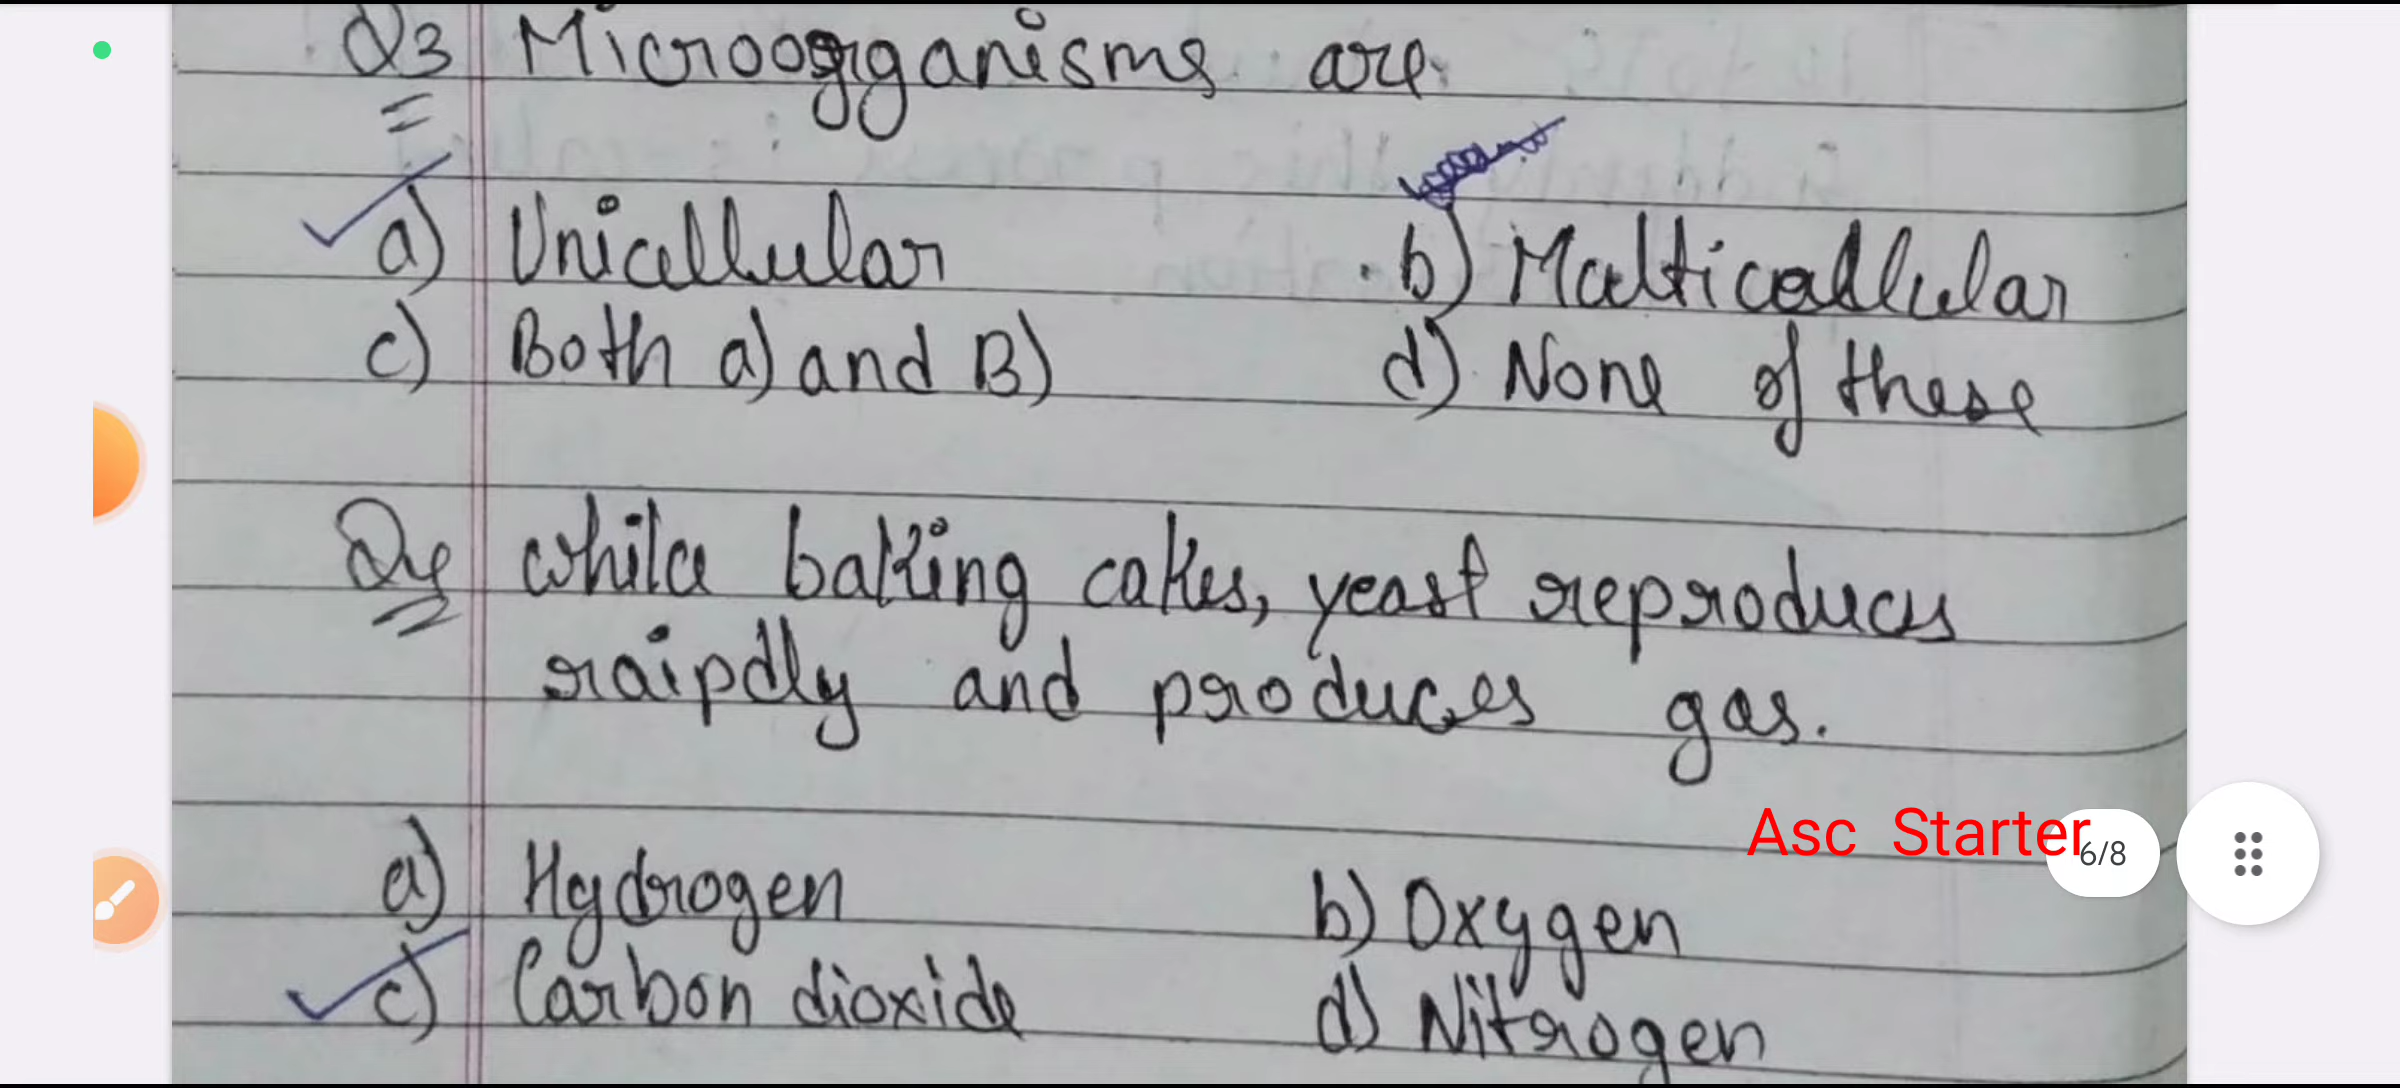 Q3 Microorganisms are.
a) Unicellular b) Multicellular
c) Both a) and B) d) None of these
Q4 while baking cakes, yeast reproduces
raipdly and produces gas.
Asc Starter
6/8
a) Hydrogen b) Oxygen
c) Carbon dioxide d) Nitrogen